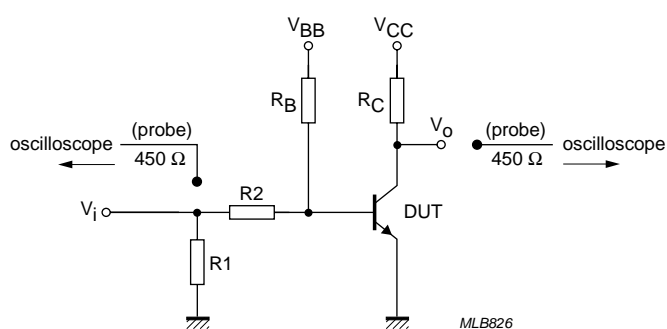 VBB
VCC
RB
RC
Vo
(probe)
450 Ω
oscilloscope
(probe)
450 Ω
oscilloscope
R2
Vi
DUT
R1
MLB826